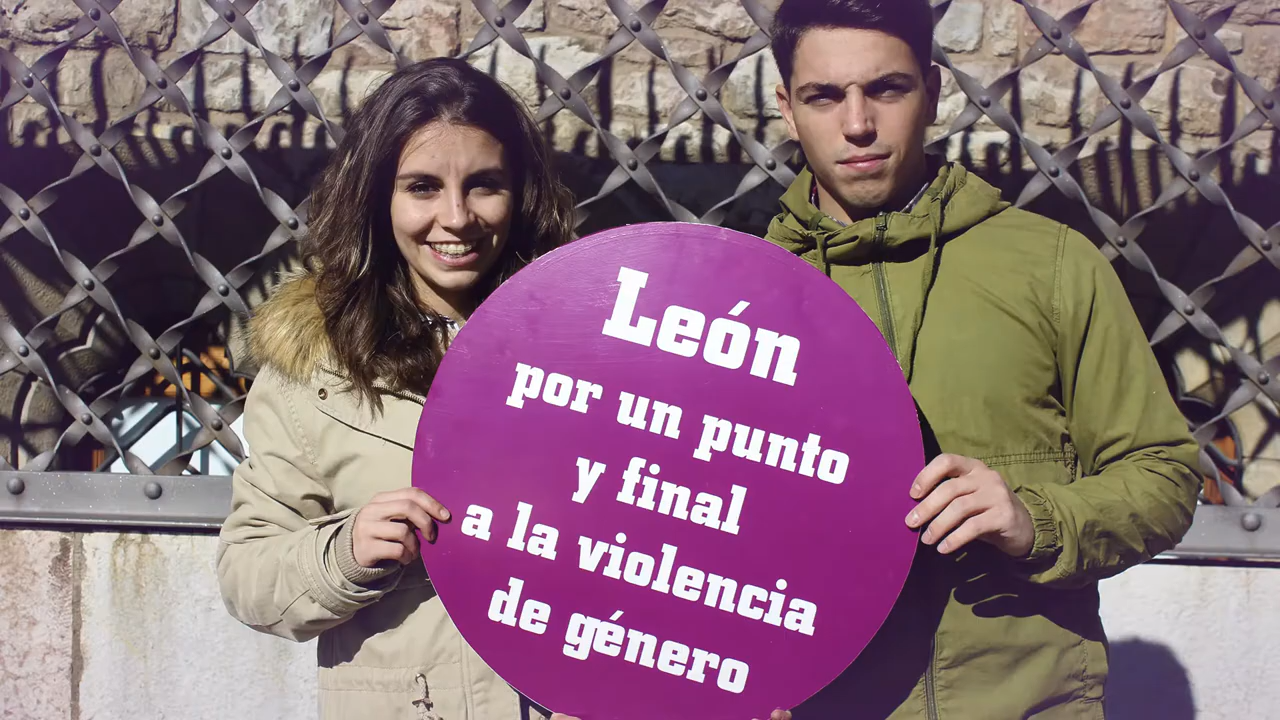 León
por un punto
y final
a la violencia
de género